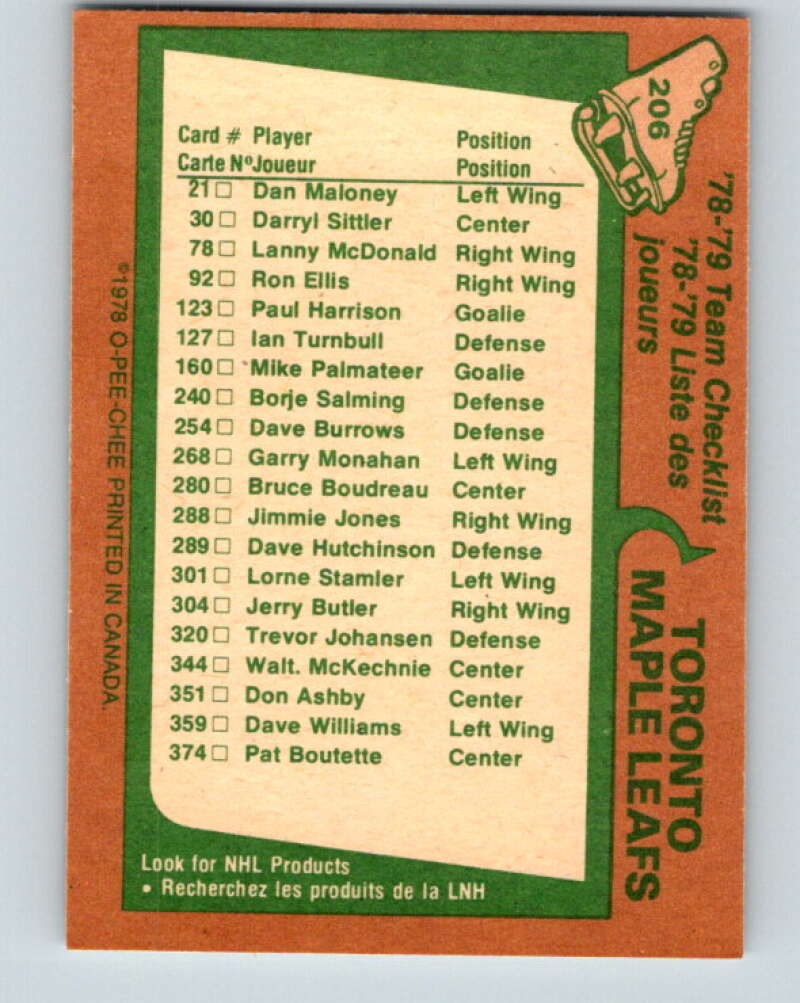 206
'78-'79 Team Checklist
'78-'79 Liste des
joueurs
TORONTO
MAPLE LEAFS
Card # Player Position
Carte Nº Joueur Position
21 □ Dan Maloney Left Wing
30 □ Darryl Sittler Center
78 □ Lanny McDonald Right Wing
92 □ Ron Ellis Right Wing
123 □ Paul Harrison Goalie
127 □ Ian Turnbull Defense
160 □ Mike Palmateer Goalie
240 □ Borje Salming Defense
254 □ Dave Burrows Defense
268 □ Garry Monahan Left Wing
280 □ Bruce Boudreau Center
288 □ Jimmie Jones Right Wing
289 □ Dave Hutchinson Defense
301 □ Lorne Stamler Left Wing
304 □ Jerry Butler Right Wing
320 □ Trevor Johansen Defense
344 □ Walt. McKechnie Center
351 □ Don Ashby Center
359 □ Dave Williams Left Wing
374 □ Pat Boutette Center
Look for NHL Products
• Recherchez les produits de la LNH
©1978 O-PEE-CHEE PRINTED IN CANADA.